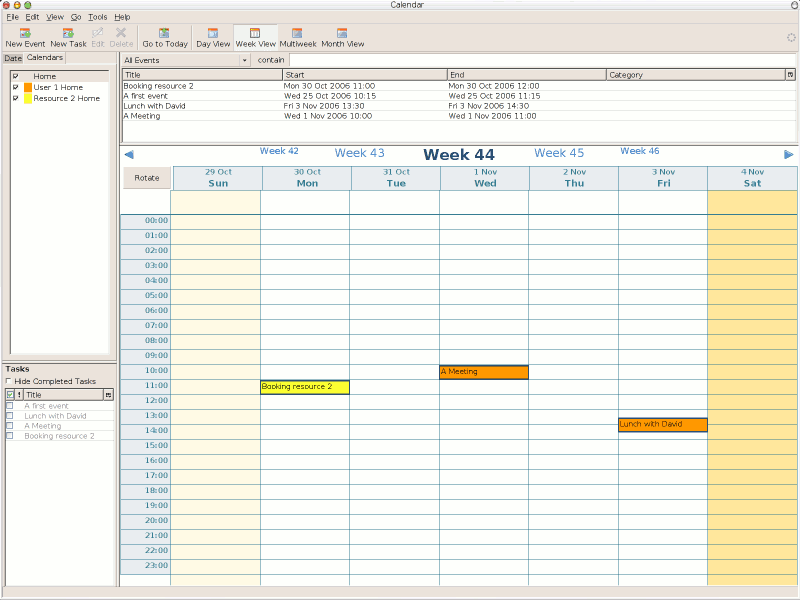 Calendar
File Edit View Go Tools Help
New Event New Task Edit Delete Go to Today Day View Week View Multiweek Month View
Date Calendars
Home
User 1 Home
Resource 2 Home
All Events contain
Title Start End Category
Booking resource 2 Mon 30 Oct 2006 11:00 Mon 30 Oct 2006 12:00
A first event Wed 25 Oct 2006 10:15 Wed 25 Oct 2006 11:15
Lunch with David Fri 3 Nov 2006 13:30 Fri 3 Nov 2006 14:30
A Meeting Wed 1 Nov 2006 10:00 Wed 1 Nov 2006 11:00
Week 42 Week 43 Week 44 Week 45 Week 46
Rotate
29 Oct 30 Oct 31 Oct 1 Nov 2 Nov 3 Nov 4 Nov
Sun Mon Tue Wed Thu Fri Sat
00:00
01:00
02:00
03:00
04:00
05:00
06:00
07:00
08:00
09:00
10:00 A Meeting
11:00 Booking resource 2
12:00
13:00
Lunch with David
14:00
15:00
16:00
17:00
18:00
19:00
20:00
21:00
22:00
23:00
Tasks
Hide Completed Tasks
! Title
A first event
Lunch with David
A Meeting
Booking resource 2